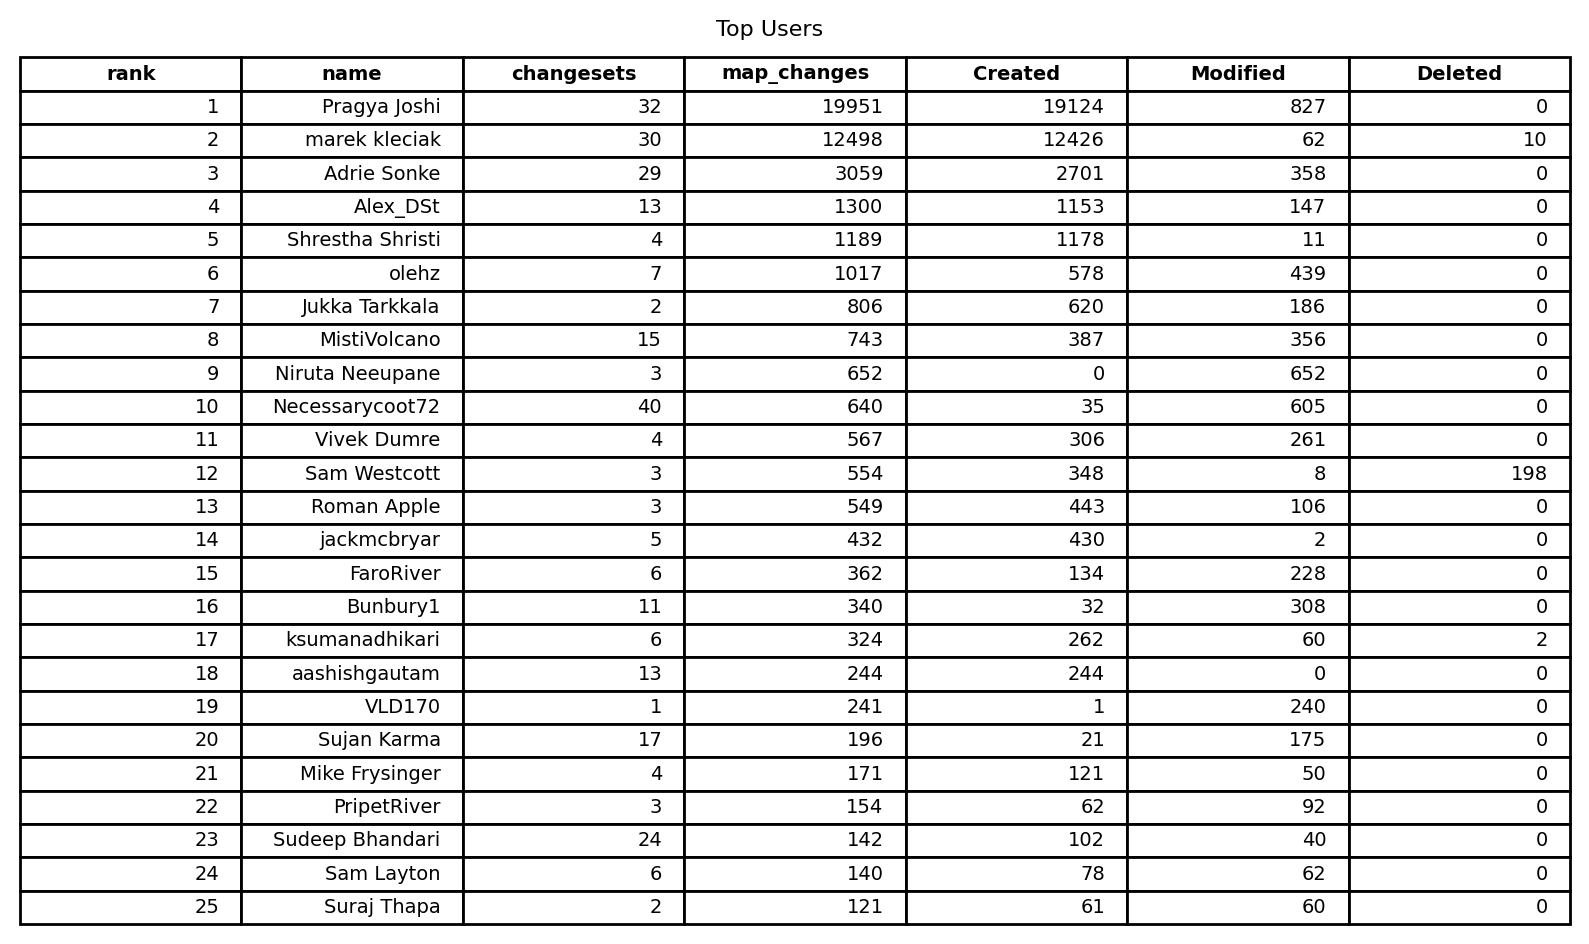 Top Users
rank name changesets map_changes Created Modified Deleted
1 Pragya Joshi 32 19951 19124 827 0
2 marek kleciak 30 12498 12426 62 10
3 Adrie Sonke 29 3059 2701 358 0
4 Alex_DSt 13 1300 1153 147 0
5 Shrestha Shristi 4 1189 1178 11 0
6 olehz 7 1017 578 439 0
7 Jukka Tarkkala 2 806 620 186 0
8 MistiVolcano 15 743 387 356 0
9 Niruta Neeupane 3 652 0 652 0
10 Necessarycoot72 40 640 35 605 0
11 Vivek Dumre 4 567 306 261 0
12 Sam Westcott 3 554 348 8 198
13 Roman Apple 3 549 443 106 0
14 jackmcbryar 5 432 430 2 0
15 FaroRiver 6 362 134 228 0
16 Bunbury1 11 340 32 308 0
17 ksumanadhikari 6 324 262 60 2
18 aashishgautam 13 244 244 0 0
19 VLD170 1 241 1 240 0
20 Sujan Karma 17 196 21 175 0
21 Mike Frysinger 4 171 121 50 0
22 PripetRiver 3 154 62 92 0
23 Sudeep Bhandari 24 142 102 40 0
24 Sam Layton 6 140 78 62 0
25 Suraj Thapa 2 121 61 60 0